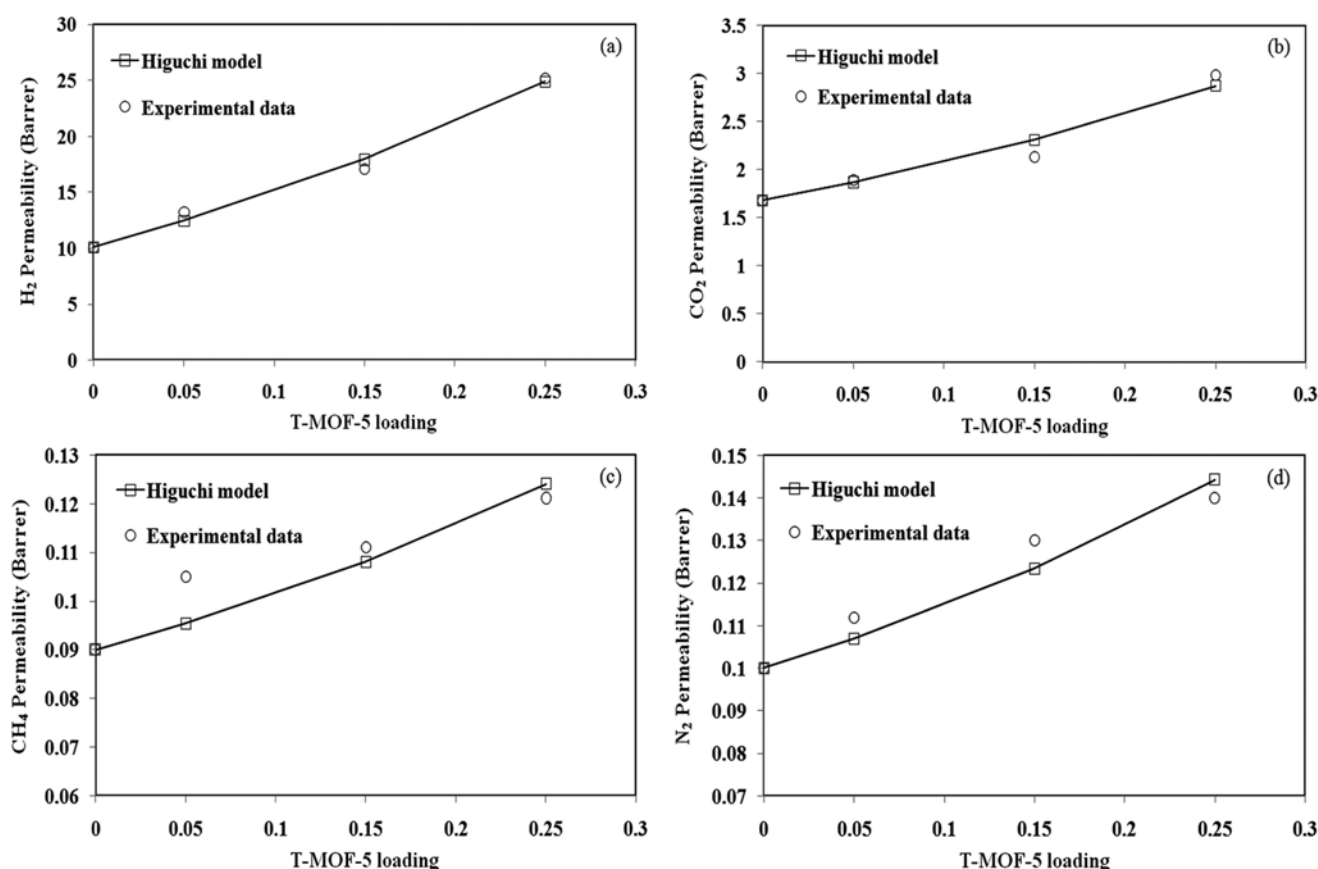 (a)
Higuchi model
Experimental data
H₂ Permeability (Barrer)
30
25
20
15
10
5
0
0 0.05 0.1 0.15 0.2 0.25 0.3
T-MOF-5 loading
(b)
Higuchi model
Experimental data
CO₂ Permeability (Barrer)
3.5
3
2.5
2
1.5
1
0.5
0
0 0.05 0.1 0.15 0.2 0.25 0.3
T-MOF-5 loading
(c)
Higuchi model
Experimental data
CH₄ Permeability (Barrer)
0.13
0.12
0.11
0.1
0.09
0.08
0.07
0.06
0 0.05 0.1 0.15 0.2 0.25 0.3
T-MOF-5 loading
(d)
Higuchi model
Experimental data
N₂ Permeability (Barrer)
0.15
0.14
0.13
0.12
0.11
0.1
0.09
0.08
0.07
0 0.05 0.1 0.15 0.2 0.25 0.3
T-MOF-5 loading